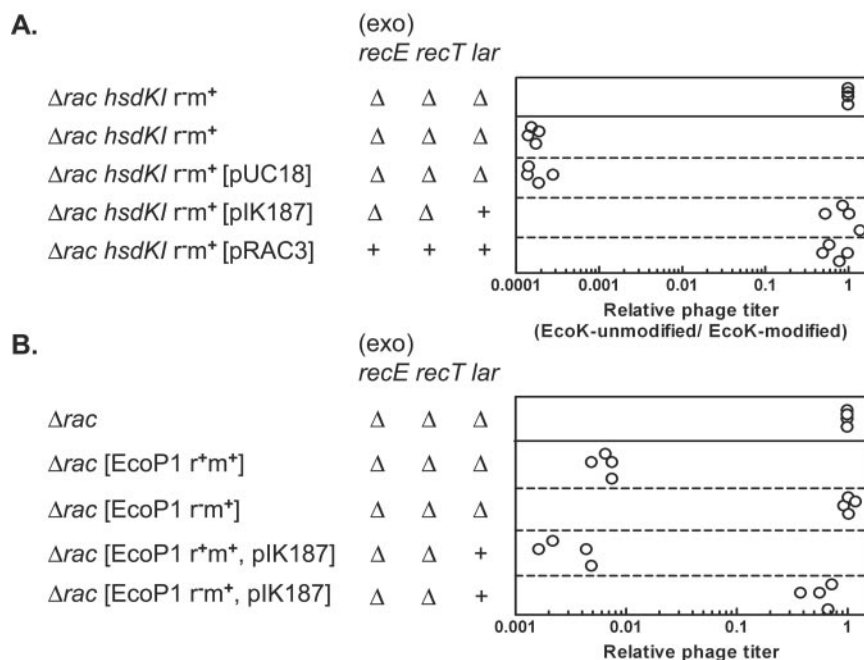 A.
(exo)
recE recT lar
Δrac hsdKI r⁻m⁺ Δ Δ Δ
Δrac hsdKI r⁻m⁺ Δ Δ Δ
Δrac hsdKI r⁻m⁺ [pUC18] Δ Δ Δ
Δrac hsdKI r⁻m⁺ [pIK187] Δ Δ +
Δrac hsdKI r⁻m⁺ [pRAC3] + + +
0.0001 0.001 0.01 0.1 1
Relative phage titer
(EcoK-unmodified/ EcoK-modified)
B.
(exo)
recE recT lar
Δrac Δ Δ Δ
Δrac [EcoP1 r⁺m⁺] Δ Δ Δ
Δrac [EcoP1 r⁻m⁺] Δ Δ Δ
Δrac [EcoP1 r⁺m⁺, pIK187] Δ Δ +
Δrac [EcoP1 r⁻m⁺, pIK187] Δ Δ +
0.001 0.01 0.1 1
Relative phage titer